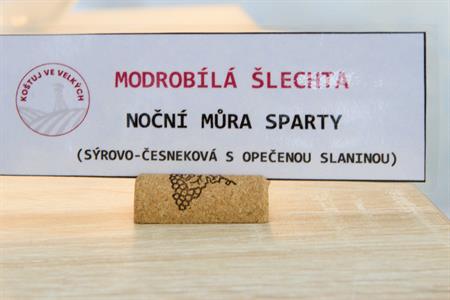 KOŠTUJ VE VELKÝCH
MODROBÍLÁ ŠLECHTA
NOČNÍ MŮRA SPARTY
(SÝROVO-ČESNEKOVÁ S OPEČENOU SLANINOU)